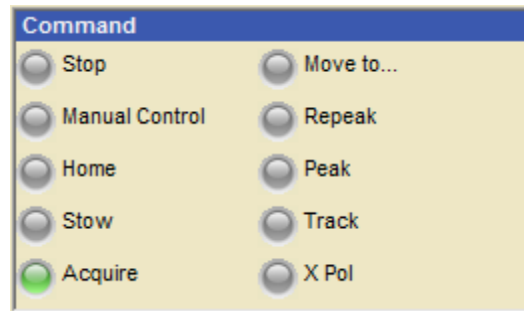 Command
Stop
Move to...
Manual Control
Repeak
Home
Peak
Stow
Track
Acquire
X Pol